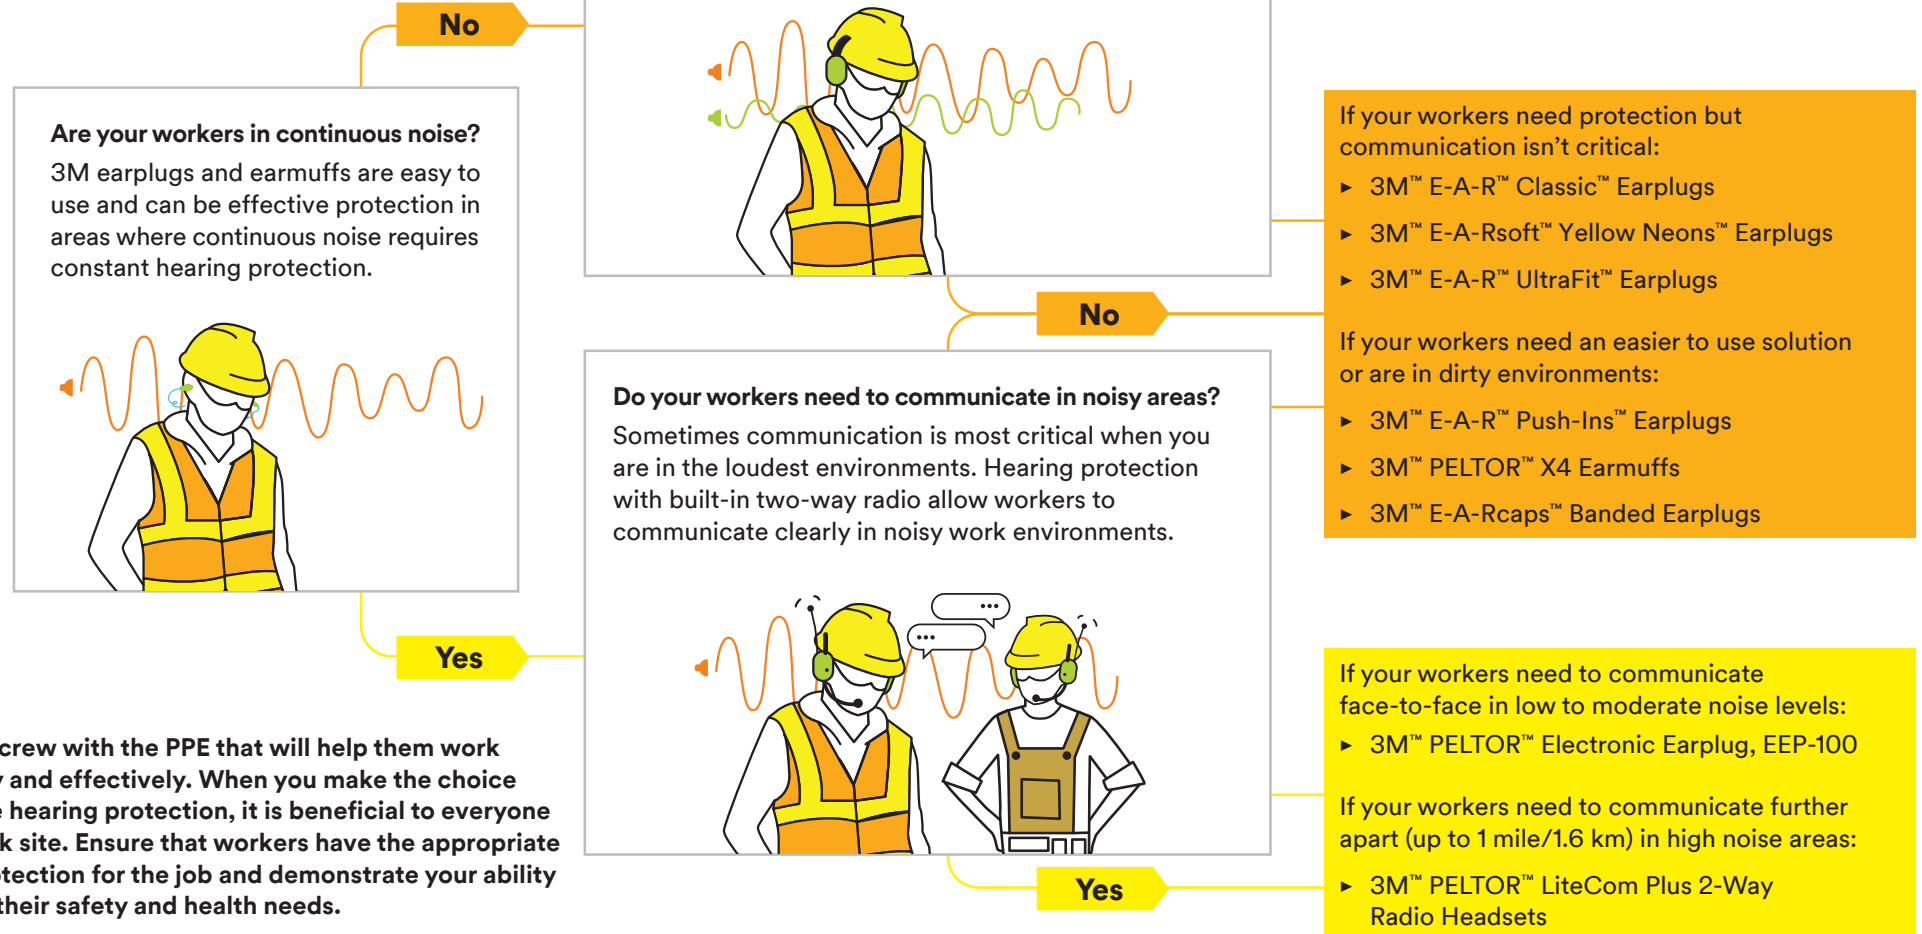 No
Are your workers in continuous noise?
3M earplugs and earmuffs are easy to
use and can be effective protection in
areas where continuous noise requires
constant hearing protection.
Yes
crew with the PPE that will help them work
and effectively. When you make the choice
hearing protection, it is beneficial to everyone
site. Ensure that workers have the appropriate
for the job and demonstrate your ability
their safety and health needs.
No
Do your workers need to communicate in noisy areas?
Sometimes communication is most critical when you
are in the loudest environments. Hearing protection
with built-in two-way radio allow workers to
communicate clearly in noisy work environments.
Yes
If your workers need protection but
communication isn’t critical:
► 3M™ E-A-R™ Classic™ Earplugs
► 3M™ E-A-Rsoft™ Yellow Neons™ Earplugs
► 3M™ E-A-R™ UltraFit™ Earplugs
If your workers need an easier to use solution
or are in dirty environments:
► 3M™ E-A-R™ Push-Ins™ Earplugs
► 3M™ PELTOR™ X4 Earmuffs
► 3M™ E-A-Rcaps™ Banded Earplugs
If your workers need to communicate
face-to-face in low to moderate noise levels:
► 3M™ PELTOR™ Electronic Earplug, EEP-100
If your workers need to communicate further
apart (up to 1 mile/1.6 km) in high noise areas:
► 3M™ PELTOR™ LiteCom Plus 2-Way
Radio Headsets